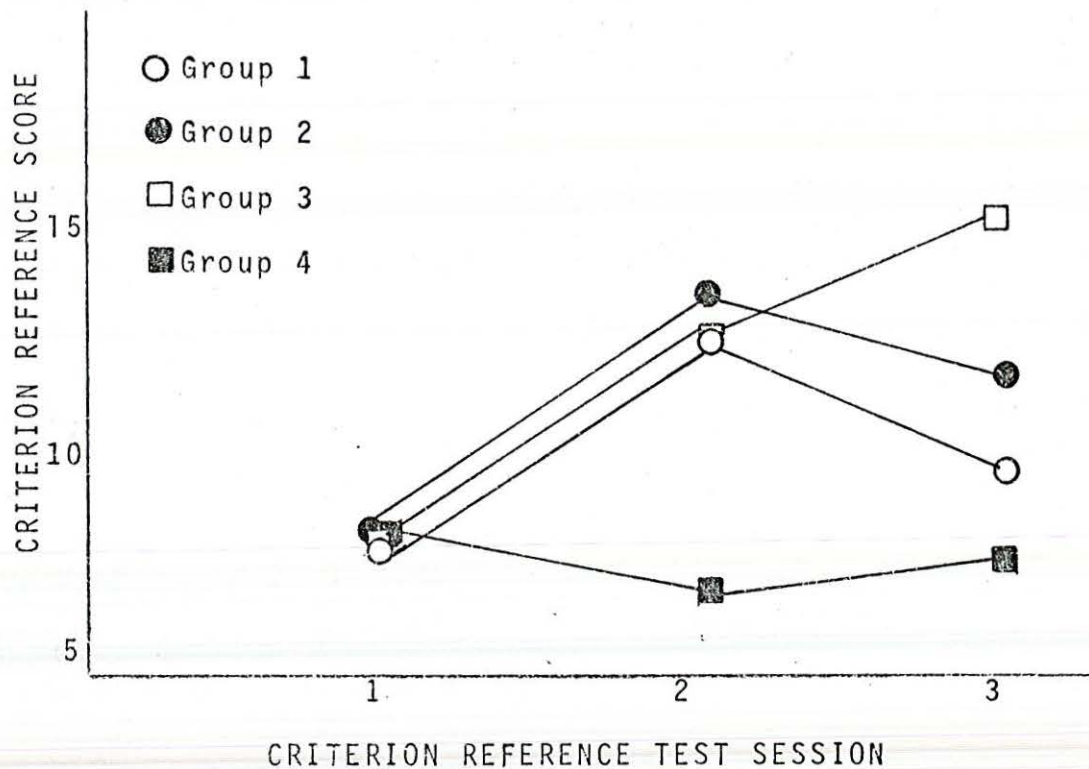 CRITERION REFERENCE SCORE
Group 1
Group 2
Group 3
Group 4
15
10
5
1 2 3
CRITERION REFERENCE TEST SESSION